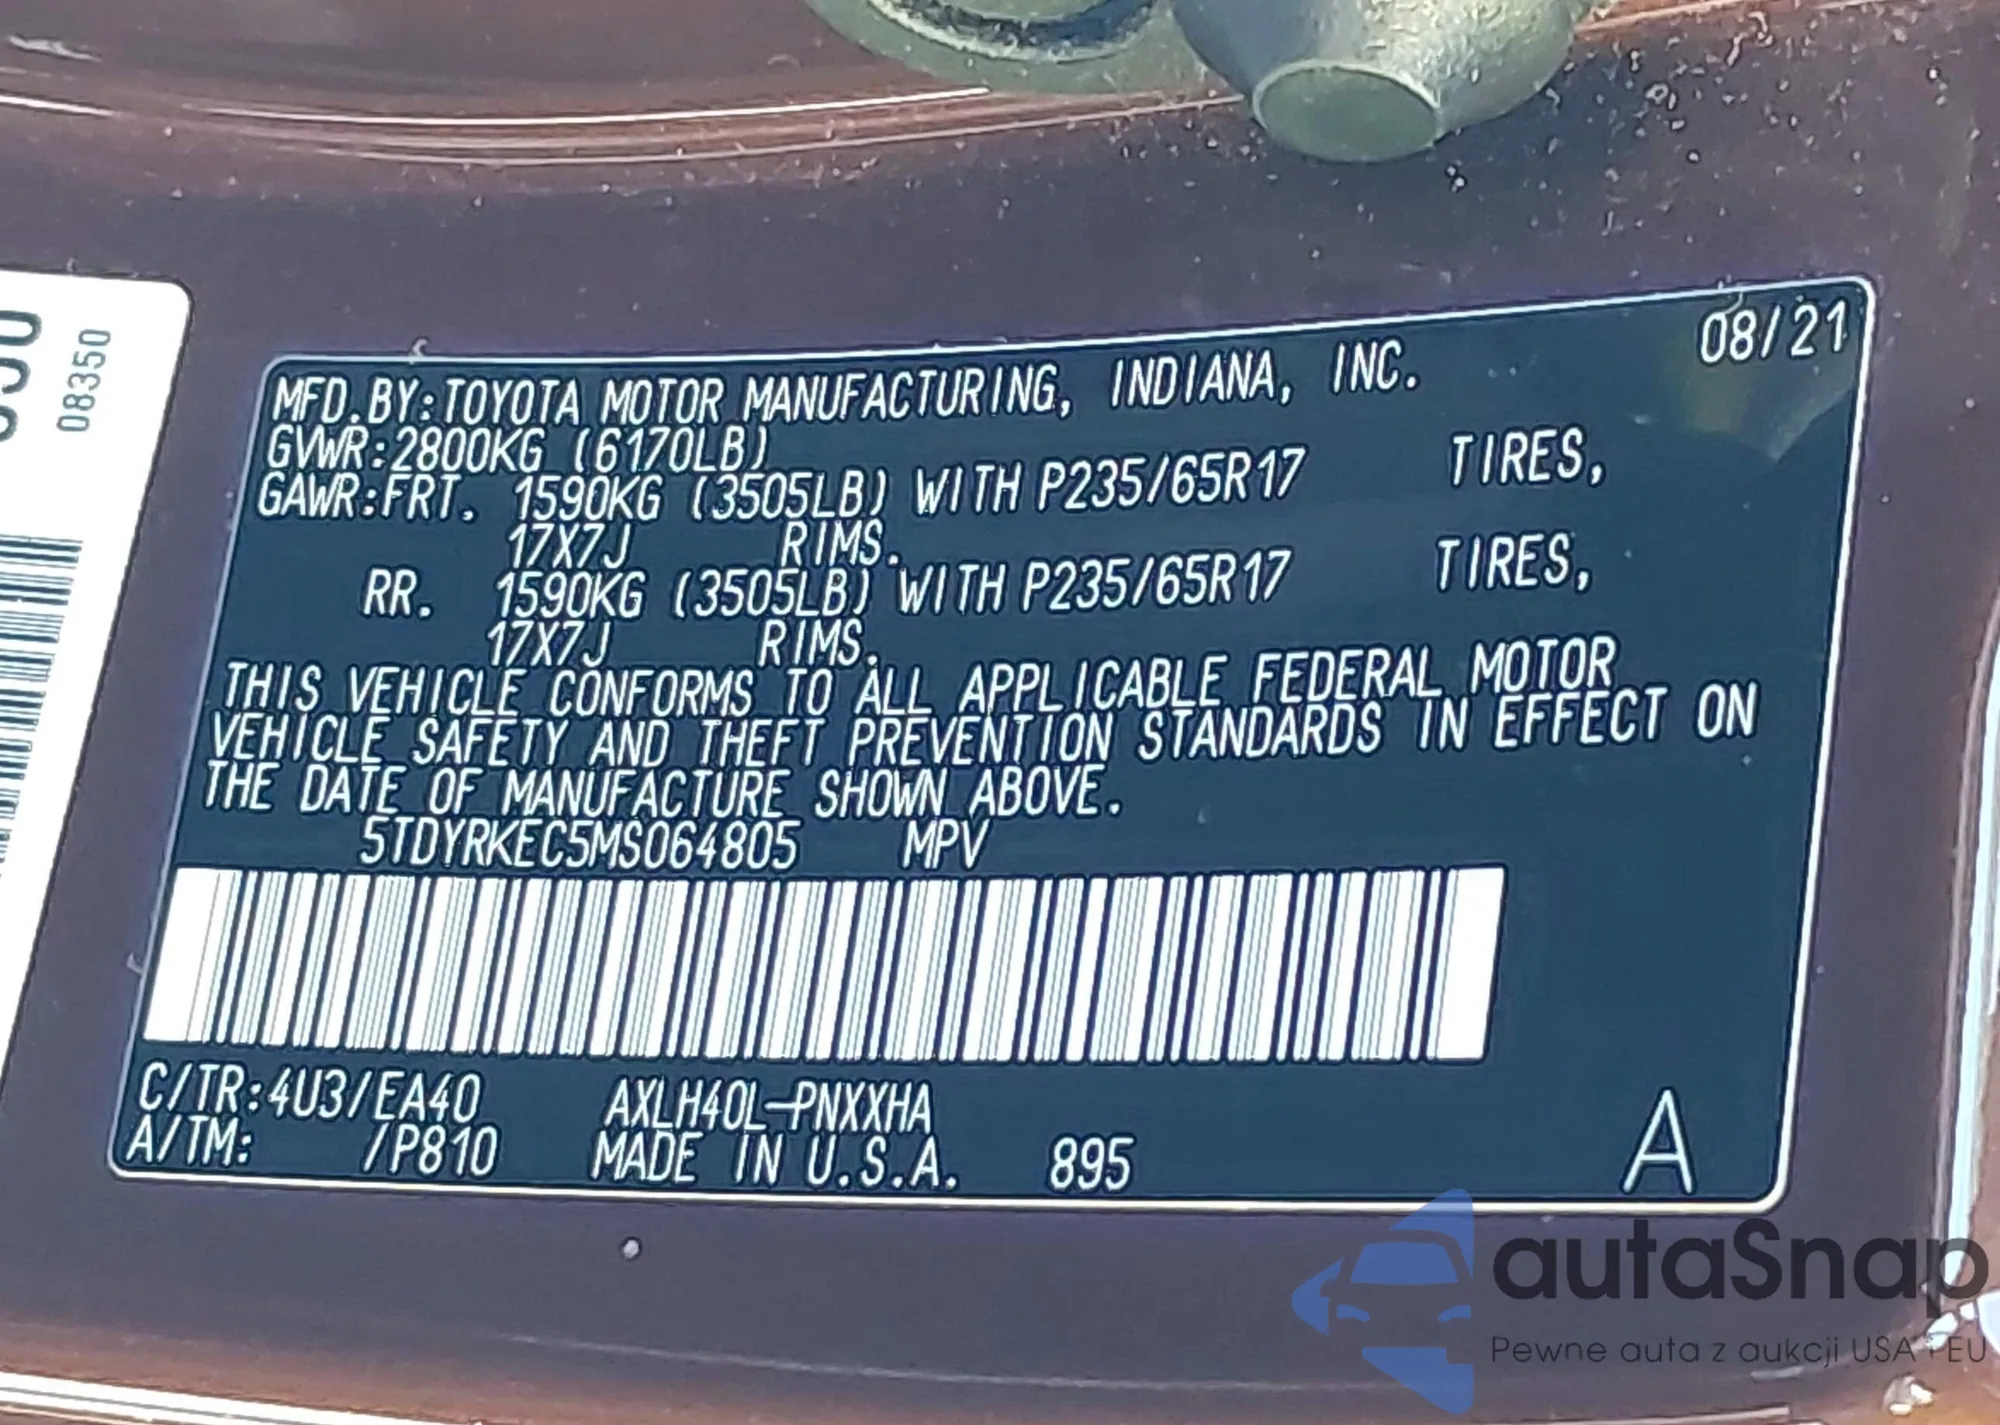 08350
08/21
MFD.BY:TOYOTA MOTOR MANUFACTURING, INDIANA, INC.
GVWR:2800KG (6170LB)
GAWR:FRT. 1590KG (3505LB) WITH P235/65R17 TIRES,
17X7J RIMS.
RR. 1590KG (3505LB) WITH P235/65R17 TIRES,
17X7J RIMS.
THIS VEHICLE CONFORMS TO ALL APPLICABLE FEDERAL MOTOR
VEHICLE SAFETY AND THEFT PREVENTION STANDARDS IN EFFECT ON
THE DATE OF MANUFACTURE SHOWN ABOVE.
5TDYRKEC5MS064805 MPV
C/TR:4U3/EA40 AXLH40L-PNXXHA
A/TM: /P810 MADE IN U.S.A. 895
A
autaSnap
Pewne auta z aukcji USA i EU